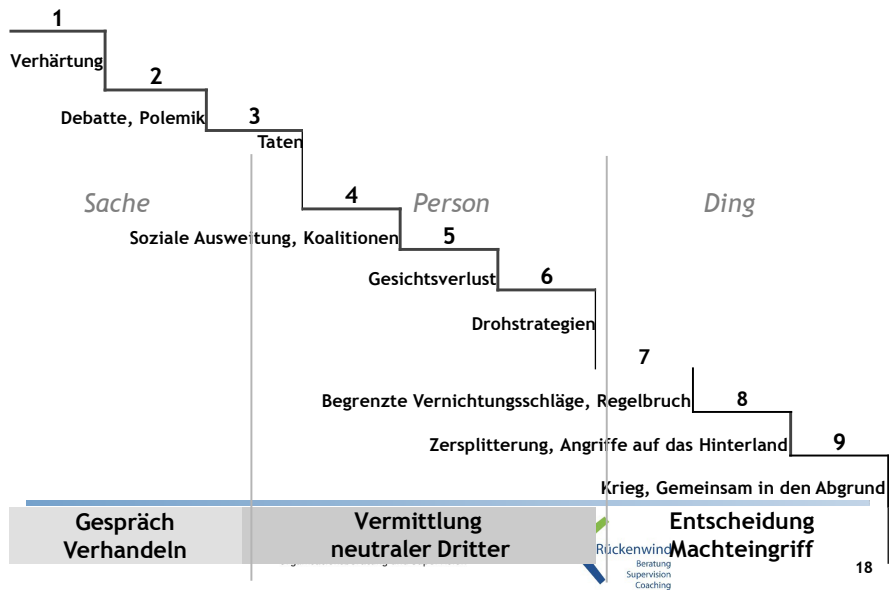 1
Verhärtung
2
Debatte, Polemik
3
Taten
Sache
Person
Ding
4
Soziale Ausweitung, Koalitionen
5
Gesichtsverlust
6
Drohstrategien
7
Begrenzte Vernichtungsschläge, Regelbruch
8
Zersplitterung, Angriffe auf das Hinterland
9
Krieg, Gemeinsam in den Abgrund
Gespräch
Verhandeln
Vermittlung
neutraler Dritter
Entscheidung
Machteingriff
Rückenwind
Beratung
Supervision
Coaching
18